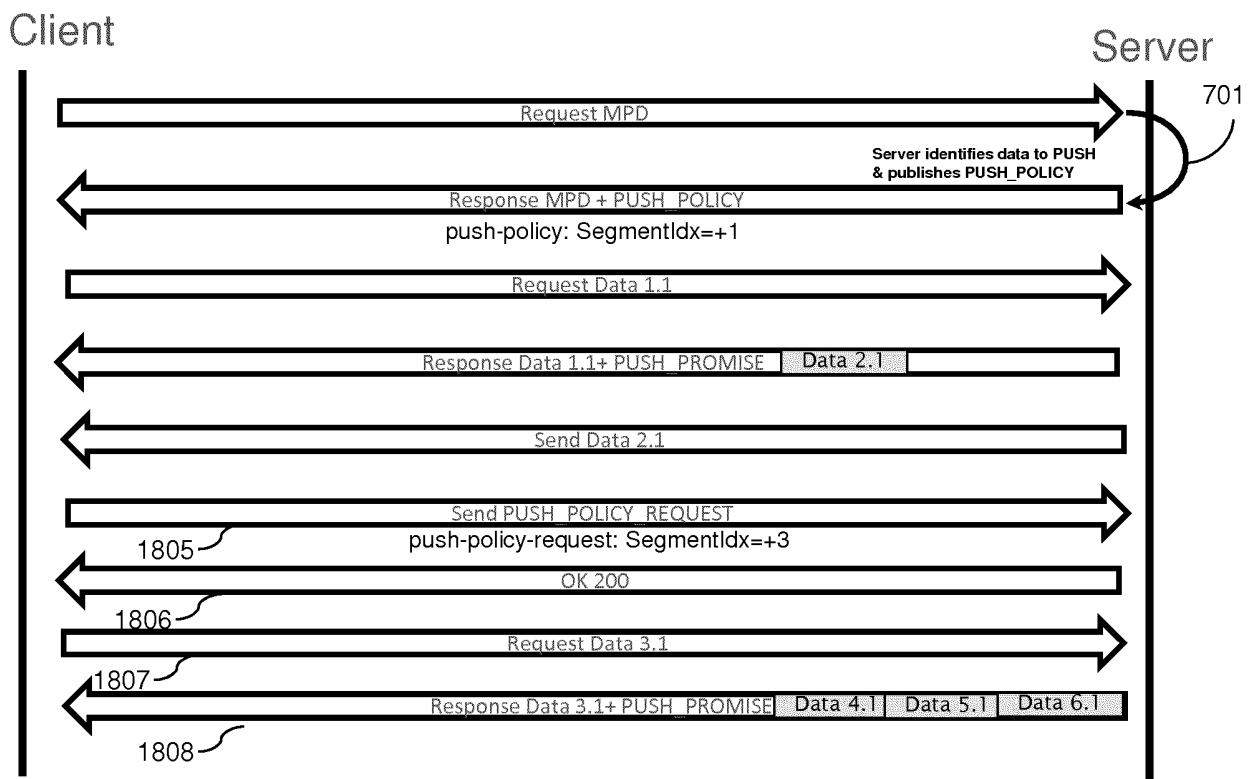 Client
Server
Request MPD
701
Server identifies data to PUSH
& publishes PUSH_POLICY
Response MPD + PUSH_POLICY
push-policy: SegmentIdx=+1
Request Data 1.1
Response Data 1.1+ PUSH_PROMISE Data 2.1
Send Data 2.1
Send PUSH_POLICY_REQUEST
1805
push-policy-request: SegmentIdx=+3
OK 200
1806
Request Data 3.1
1807
Response Data 3.1+ PUSH_PROMISE Data 4.1 Data 5.1 Data 6.1
1808